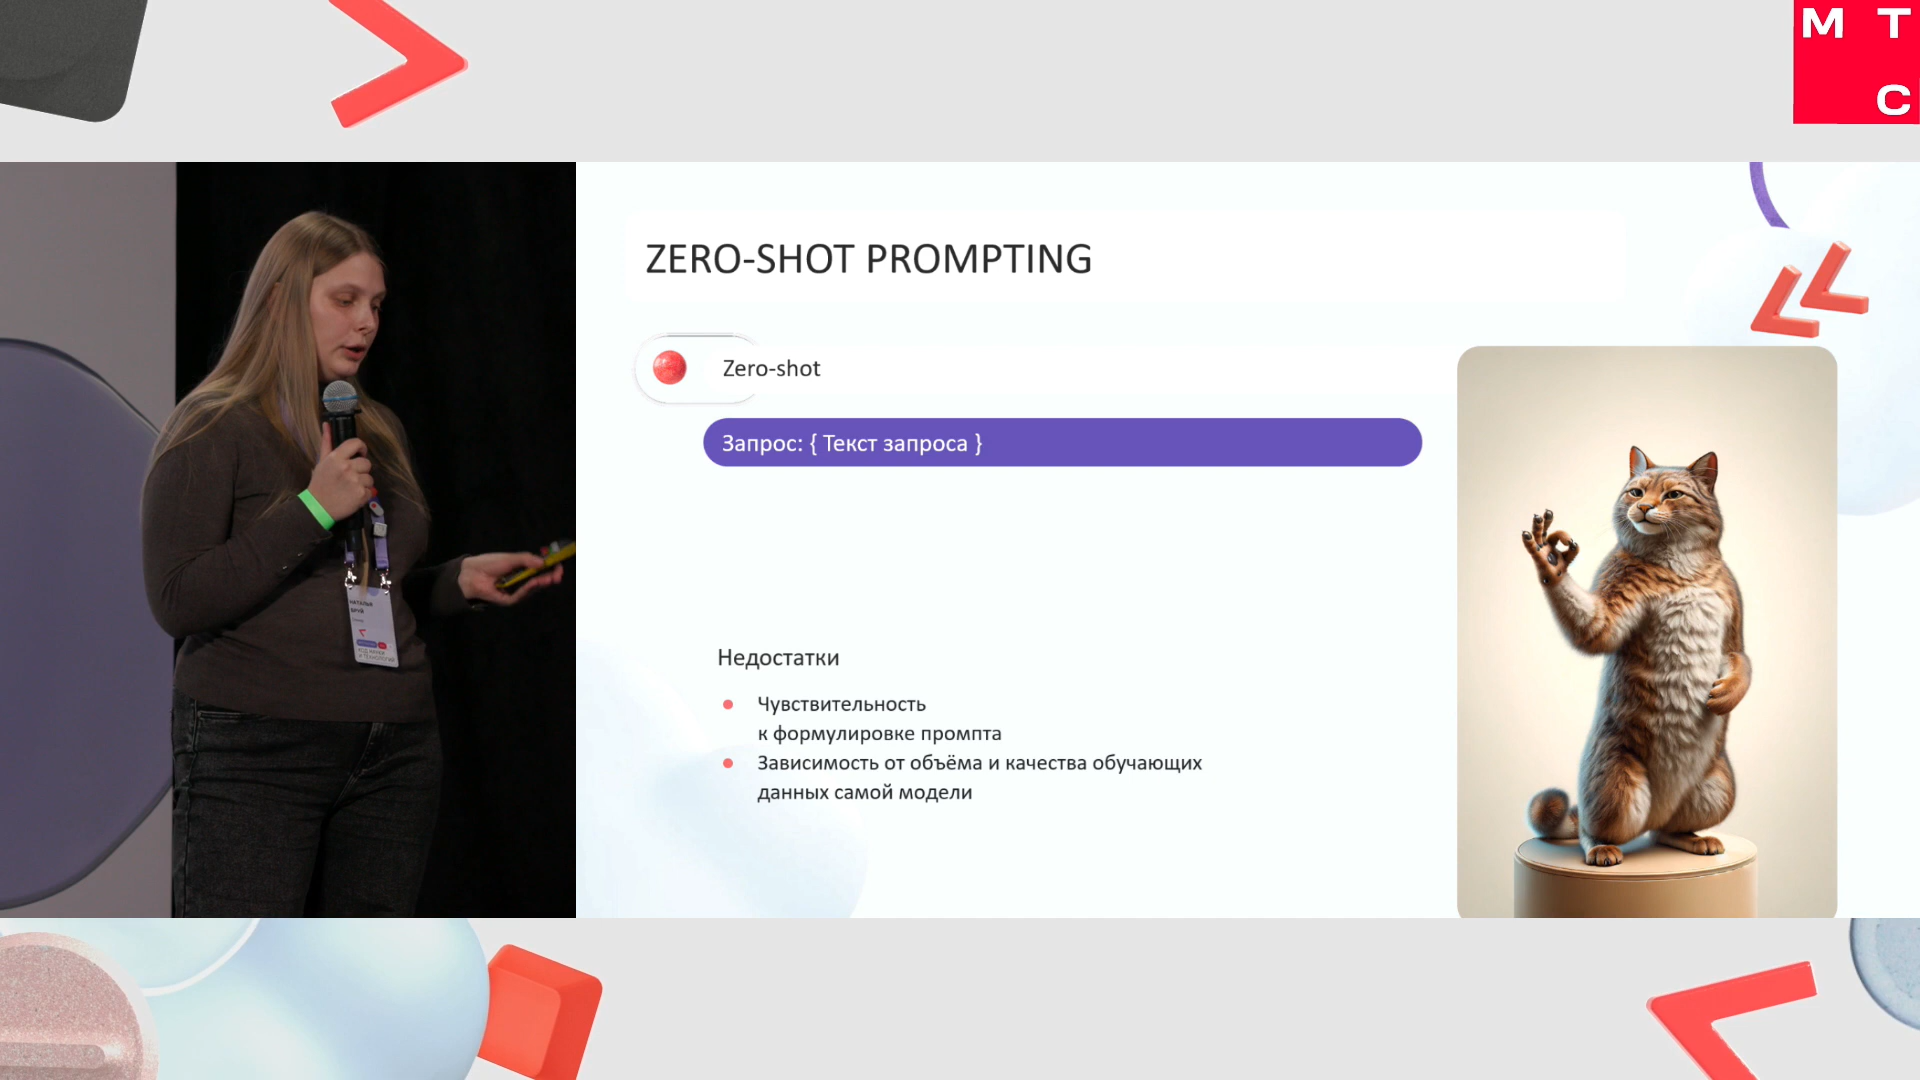 М Т
С
ZERO-SHOT PROMPTING
Zero-shot
Запрос: { Текст запроса }
Недостатки
Чувствительность
к формулировке промпта
Зависимость от объёма и качества обучающих
данных самой модели
НАТАЛЬЯ